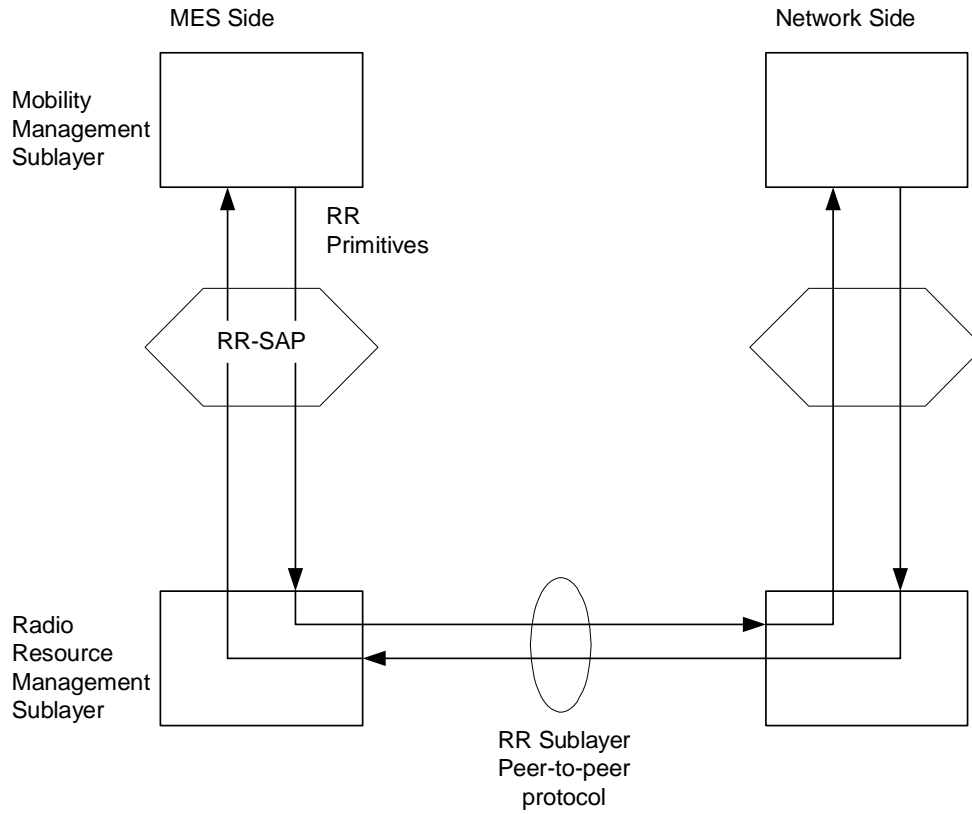 MES Side
Network Side
Mobility
Management
Sublayer
RR
Primitives
RR-SAP
Radio
Resource
Management
Sublayer
RR Sublayer
Peer-to-peer
protocol